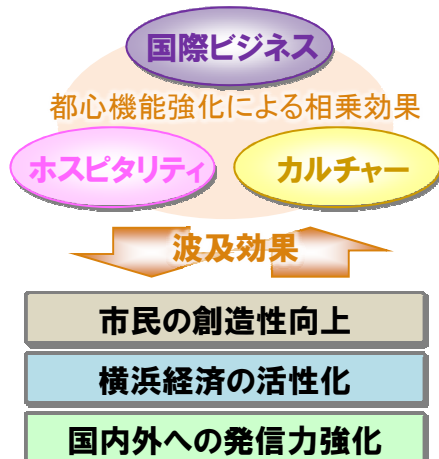 国際ビジネス
都心機能強化による相乗効果
ホスピタリティ
カルチャー
波及効果
市民の創造性向上
横浜経済の活性化
国内外への発信力強化